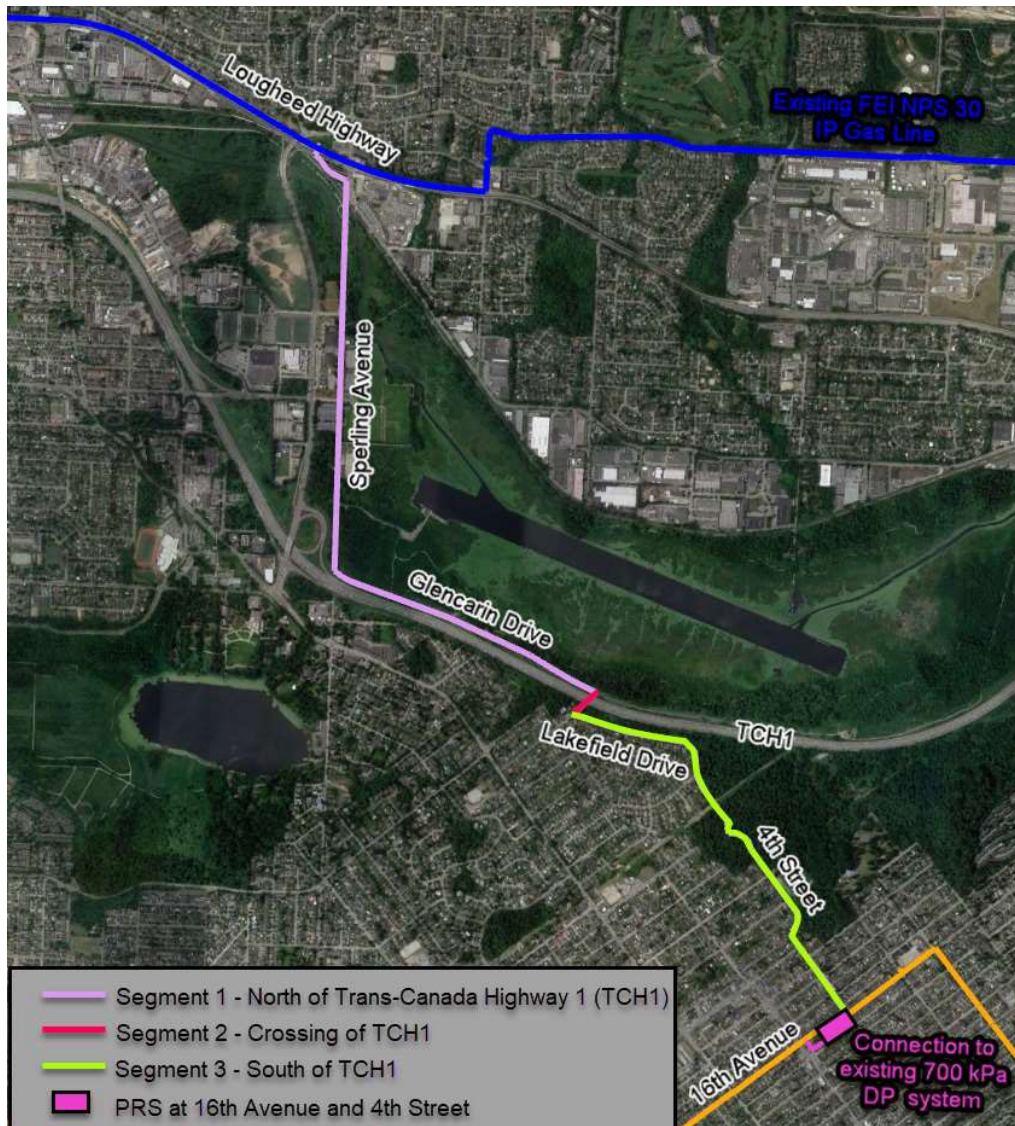 Lougheed Highway
Existing FEI NPS 30
IP Gas Line
Sperling Avenue
Glencarin Drive
TCH1
Lakefield Drive
4th Street
16th Avenue
Connection to
existing 700 kPa
DP system
Segment 1 - North of Trans-Canada Highway 1 (TCH1)
Segment 2 - Crossing of TCH1
Segment 3 - South of TCH1
PRS at 16th Avenue and 4th Street